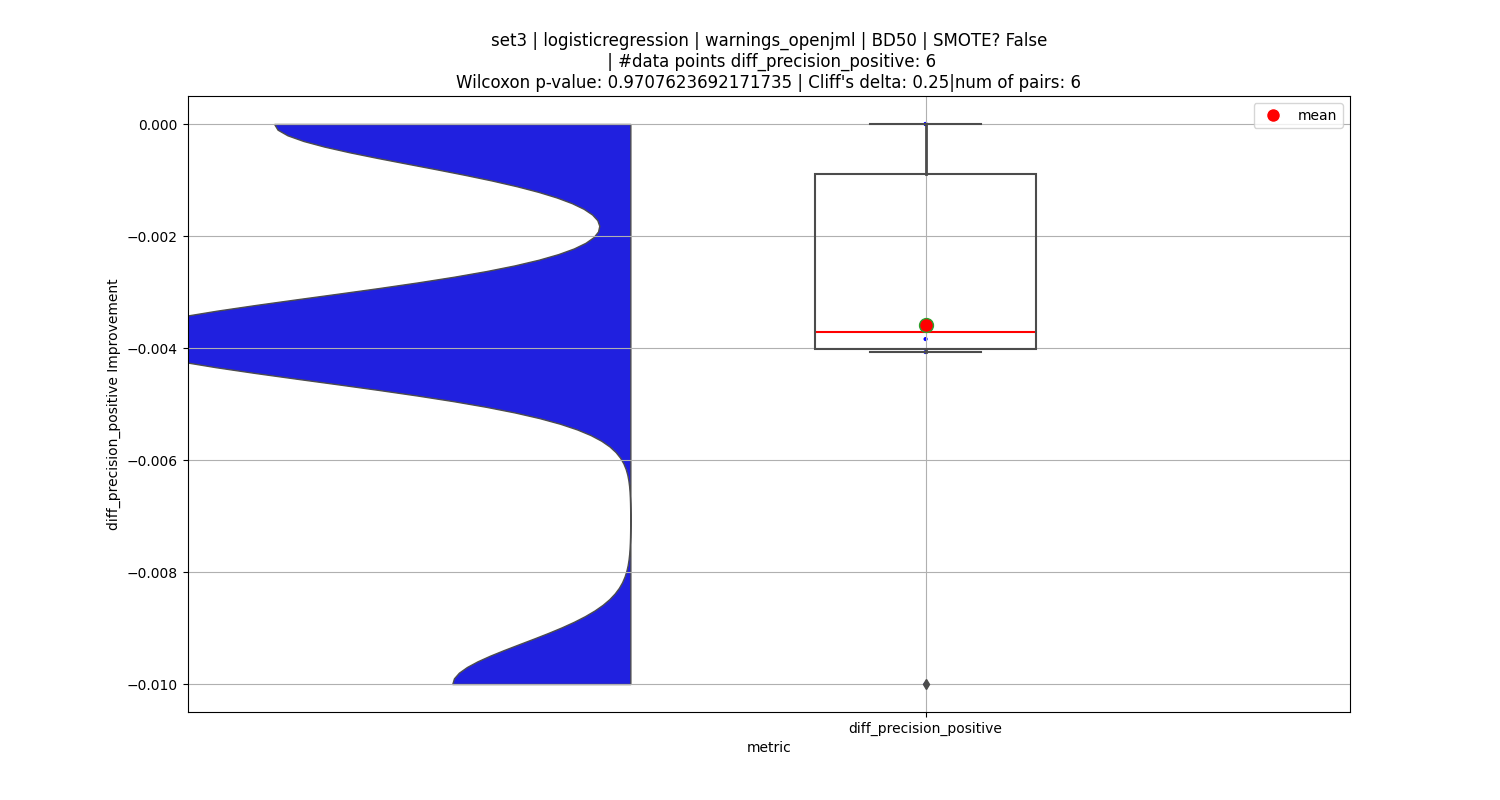 set3 | logisticregression | warnings_openjml | BD50 | SMOTE? False
| #data points diff_precision_positive: 6
Wilcoxon p-value: 0.9707623692171735 | Cliff's delta: 0.25|num of pairs: 6
mean
0.000
−0.002
−0.004
−0.006
−0.008
−0.010
diff_precision_positive Improvement
diff_precision_positive
metric